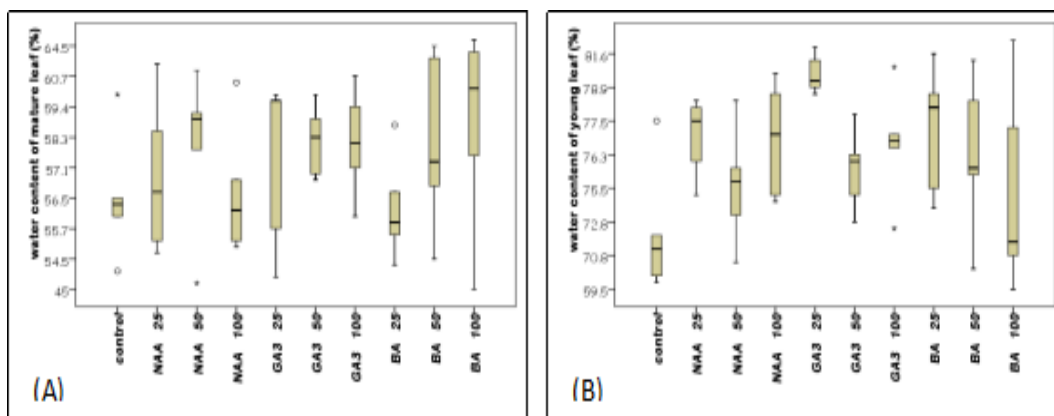 water content of mature leaf (%)
64.5
60.7
59.4
58.3
57.1
56.5
55.7
54.5
45
control
NAA 25
NAA 50
NAA 100
GA3 25
GA3 50
GA3 100
BA 25
BA 50
BA 100
(A)
water content of young leaf (%)
81.6
78.9
77.5
76.3
75.5
72.8
70.8
59.5
control
NAA 25
NAA 50
NAA 100
GA3 25
GA3 50
GA3 100
BA 25
BA 50
BA 100
(B)